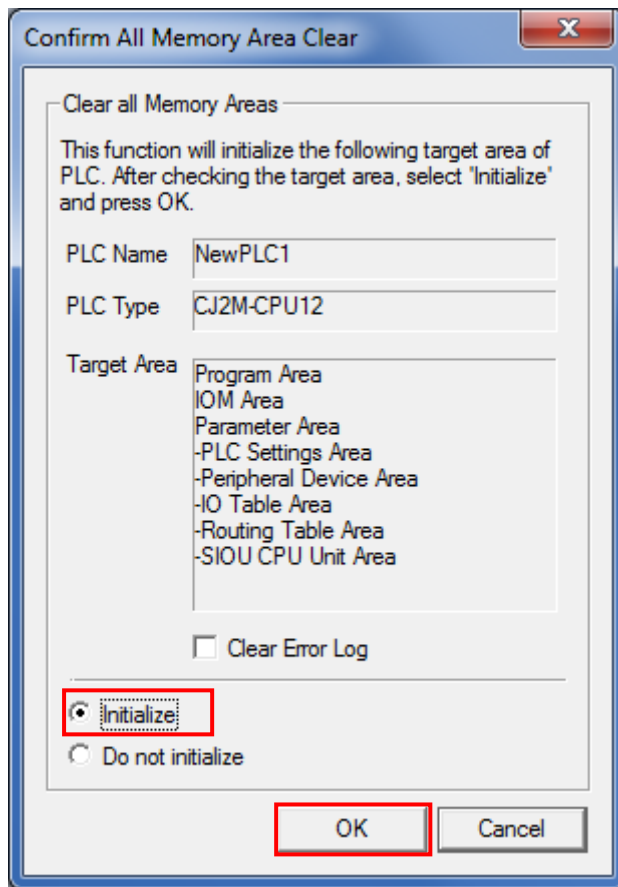 Confirm All Memory Area Clear
Clear all Memory Areas
This function will initialize the following target area of
PLC. After checking the target area, select 'Initialize'
and press OK.
PLC Name NewPLC1
PLC Type CJ2M-CPU12
Target Area Program Area
IOM Area
Parameter Area
-PLC Settings Area
-Peripheral Device Area
-IO Table Area
-Routing Table Area
-SIOU CPU Unit Area
Clear Error Log
Initialize
Do not initialize
OK Cancel